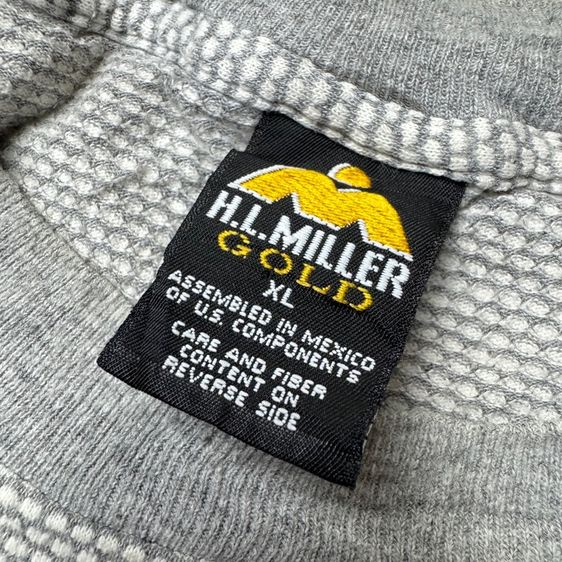 H.L.MILLER
GOLD
XL
ASSEMBLED IN MEXICO
OF U.S. COMPONENTS
CARE AND FIBER
CONTENT ON
REVERSE SIDE